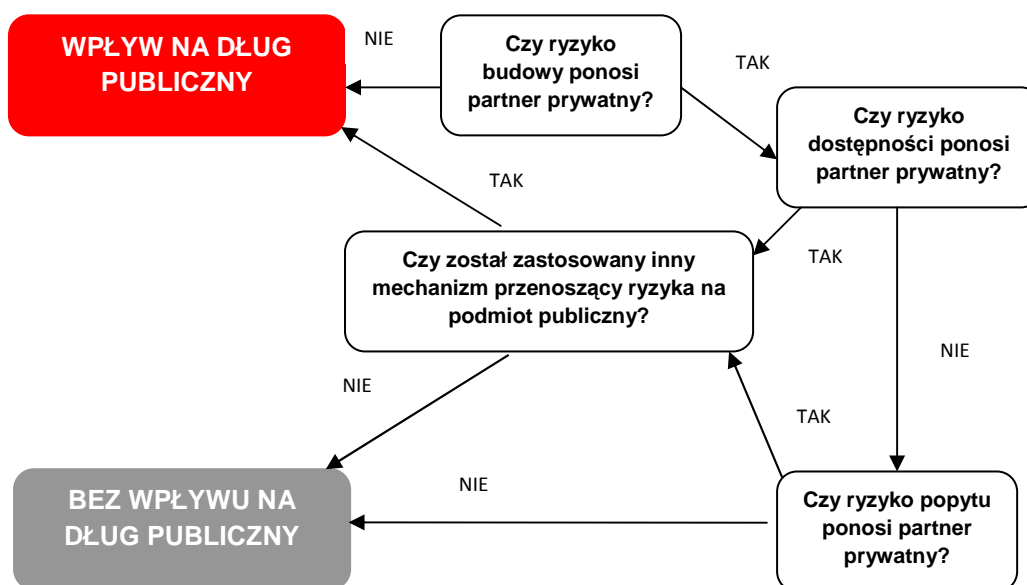 WPŁYW NA DŁUG
PUBLICZNY
NIE
Czy ryzyko
budowy ponosi
partner prywatny?
TAK
Czy ryzyko
dostępności ponosi
partner prywatny?
TAK
Czy został zastosowany inny
mechanizm przenoszący ryzyka na
podmiot publiczny?
TAK
NIE
NIE
TAK
BEZ WPŁYWU NA
DŁUG PUBLICZNY
NIE
Czy ryzyko popytu
ponosi partner
prywatny?